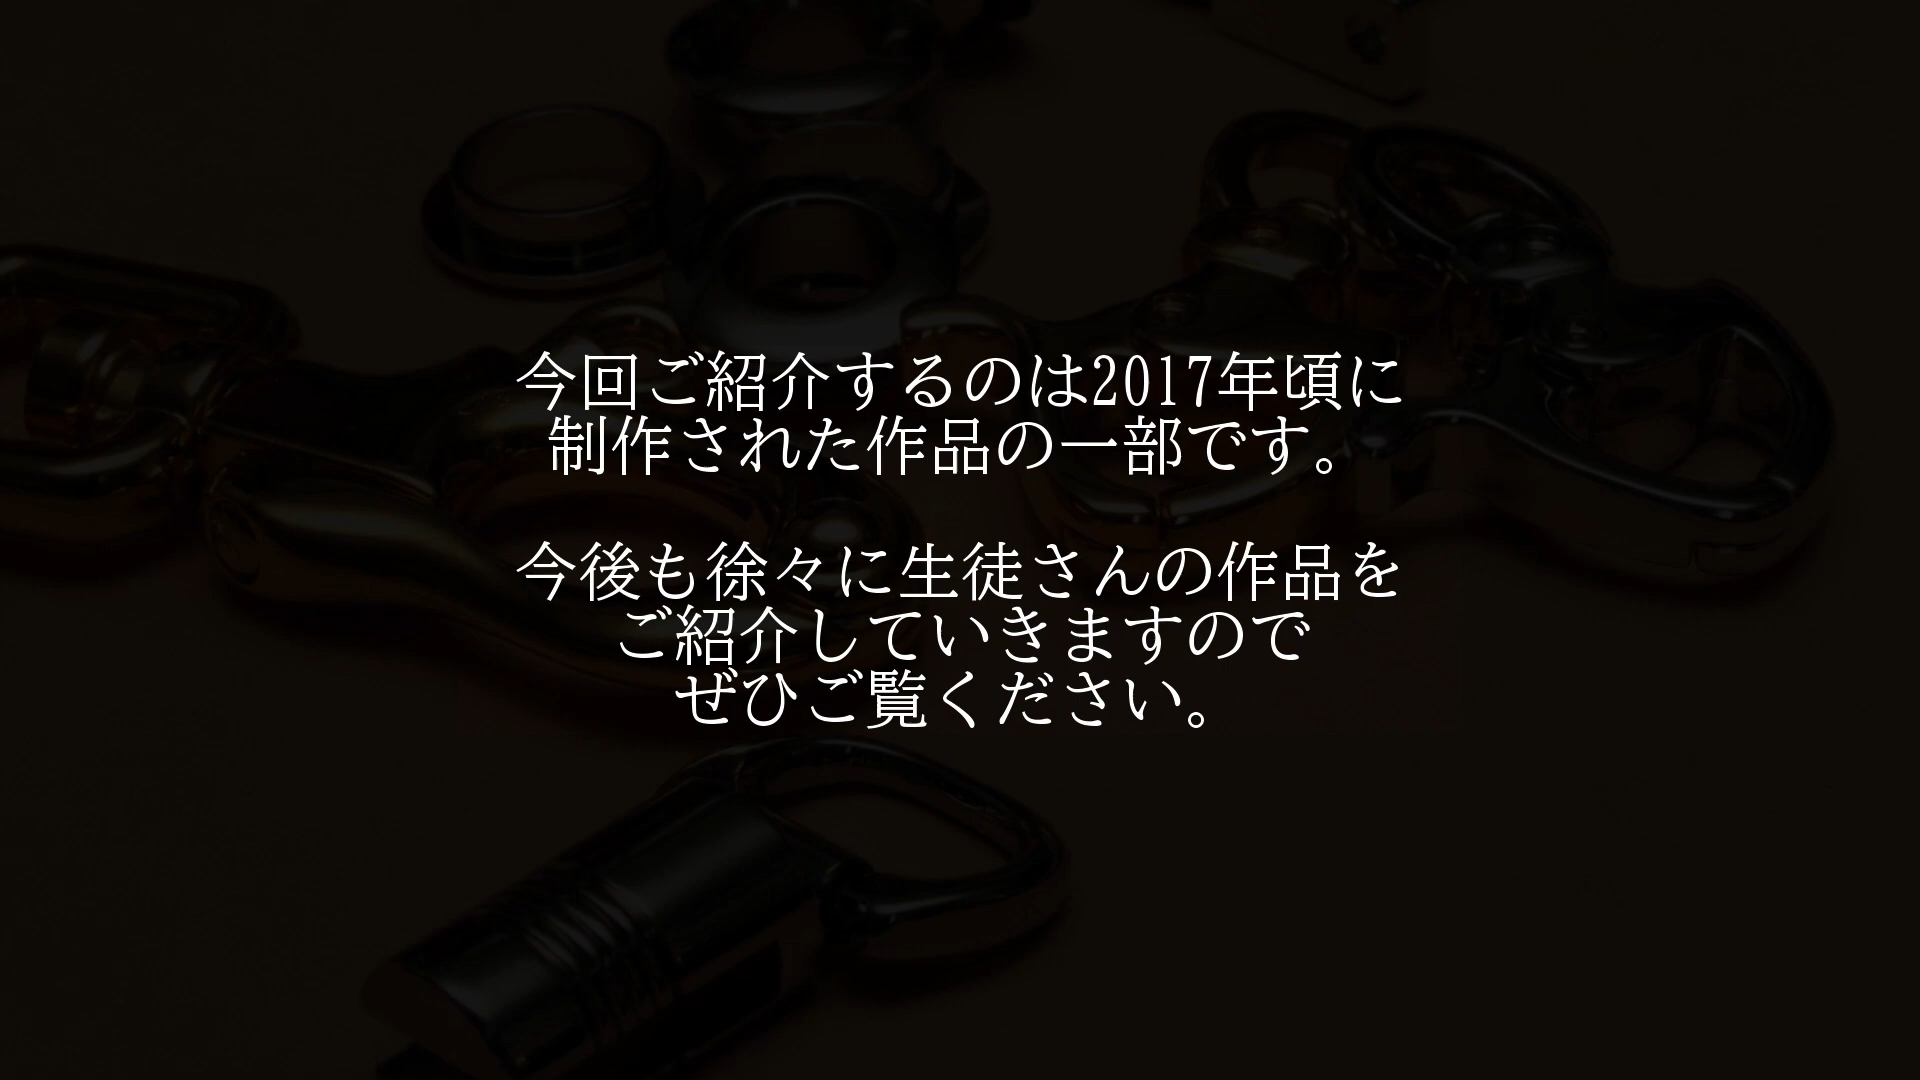 今回ご紹介するのは2017年頃に
制作された作品の一部です。
今後も徐々に生徒さんの作品を
ご紹介していきますので
ぜひご覧ください。